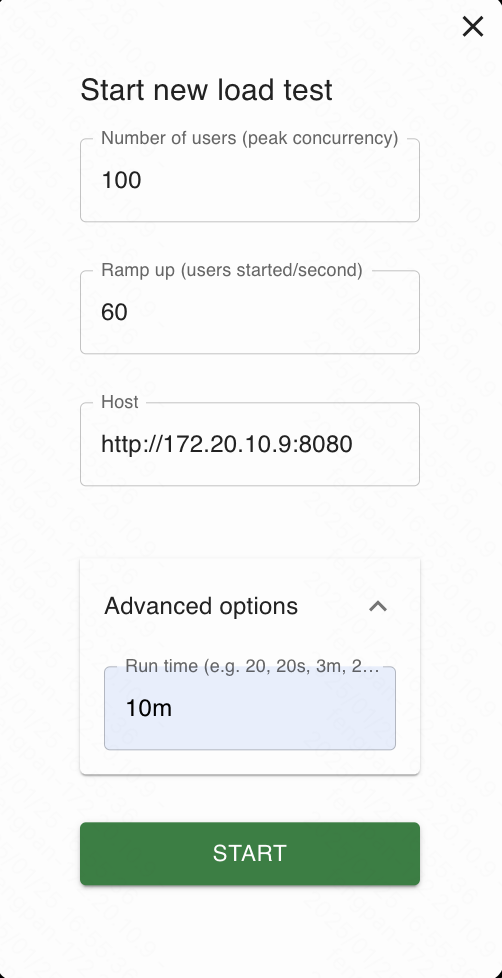 Start new load test
Number of users (peak concurrency)
100
Ramp up (users started/second)
60
Host
http://172.20.10.9:8080
Advanced options
Run time (e.g. 20, 20s, 3m, 2…
10m
START